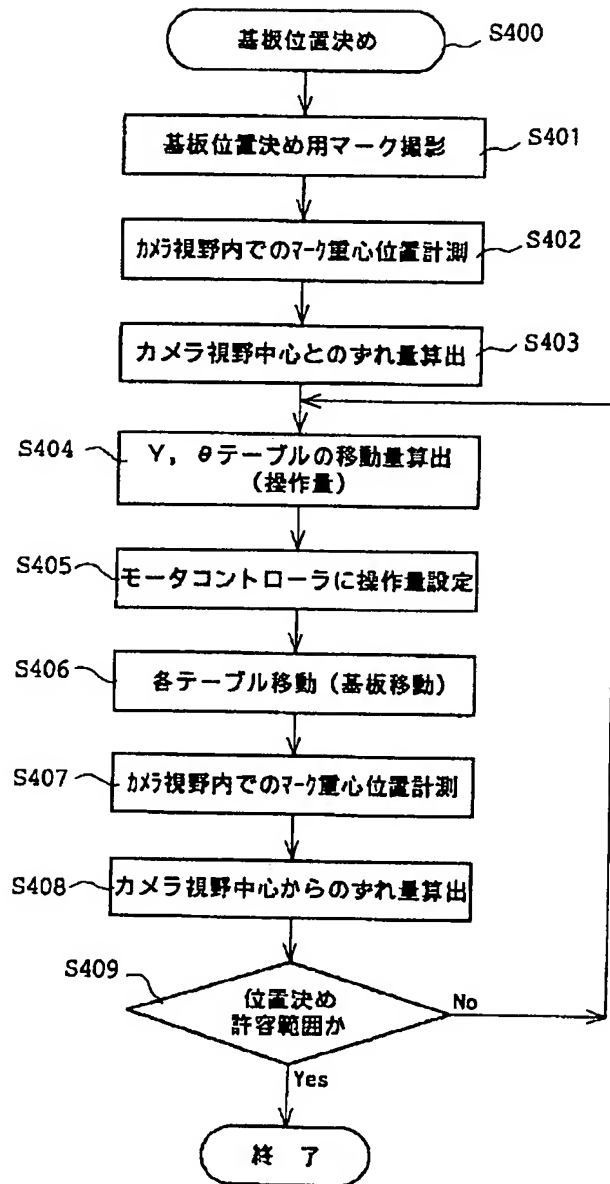 基板位置決め
S400
基板位置決め用マーク撮影
S401
ｶﾒﾗ視野内でのﾏｰｸ重心位置計測
S402
カメラ視野中心とのずれ量算出
S403
S404
Y, θテーブルの移動量算出
(操作量)
S405
モータコントローラに操作量設定
S406
各テーブル移動(基板移動)
S407
ｶﾒﾗ視野内でのﾏｰｸ重心位置計測
S408
カメラ視野中心からのずれ量算出
S409
位置決め
許容範囲か
No
Yes
終 了